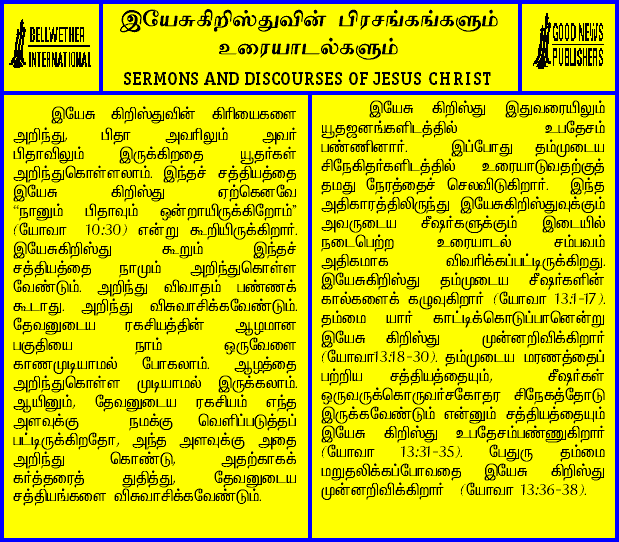 BELLWETHER
INTERNATIONAL
இயேசுகிறிஸ்துவின் பிரசங்கங்களும்
உரையாடல்களும்
SERMONS AND DISCOURSES OF JESUS CHRIST
GOOD NEWS
PUBLISHERS
இயேசு கிறிஸ்துவின் கிரியைகளை
அறிந்து, பிதா அவரிலும் அவர்
பிதாவிலும் இருக்கிறதை யூதர்கள்
அறிந்துகொள்ளலாம். இந்தச் சத்தியத்தை
இயேசு கிறிஸ்து ஏற்கெனவே
“நானும் பிதாவும் ஒன்றாயிருக்கிறோம்”
(யோவா 10:30) என்று கூறியிருக்கிறார்.
இயேசுகிறிஸ்து கூறும் இந்தச்
சத்தியத்தை நாமும் அறிந்துகொள்ள
வேண்டும். அறிந்து விவாதம் பண்ணக்
கூடாது. அறிந்து விசுவாசிக்கவேண்டும்.
தேவனுடைய ரகசியத்தின் ஆழமான
பகுதியை நாம் ஒருவேளை
காணமுடியாமல் போகலாம். ஆழத்தை
அறிந்துகொள்ள முடியாமல் இருக்கலாம்.
ஆயினும், தேவனுடைய ரகசியம் எந்த
அளவுக்கு நமக்கு வெளிப்படுத்தப்
பட்டிருக்கிறதோ, அந்த அளவுக்கு அதை
அறிந்து கொண்டு, அதற்காகக்
கர்த்தரைத் துதித்து, தேவனுடைய
சத்தியங்களை விசுவாசிக்கவேண்டும்.
இயேசு கிறிஸ்து இதுவரையிலும்
யூதஜனங்களிடத்தில் உபதேசம்
பண்ணினார். இப்போது தம்முடைய
சிநேகிதர்களிடத்தில் உரையாடுவதற்குத்
தமது நேரத்தைச் செலவிடுகிறார். இந்த
அதிகாரத்திலிருந்து இயேசுகிறிஸ்துவுக்கும்
அவருடைய சீஷர்களுக்கும் இடையில்
நடைபெற்ற உரையாடல் சம்பவம்
அதிகமாக விவரிக்கப்பட்டிருக்கிறது.
இயேசுகிறிஸ்து தம்முடைய சீஷர்களின்
கால்களைக் கழுவுகிறார் (யோவா 13:1-17).
தம்மை யார் காட்டிக்கொடுப்பானென்று
இயேசு கிறிஸ்து முன்னறிவிக்கிறார்
(யோவா13:18-30). தம்முடைய மரணத்தைப்
பற்றிய சத்தியத்தையும், சீஷர்கள்
ஒருவருக்கொருவர்சகோதர சிநேகத்தோடு
இருக்கவேண்டும் என்னும் சத்தியத்தையும்
இயேசு கிறிஸ்து உபதேசம்பண்ணுகிறார்
(யோவா 13:31-35). பேதுரு தம்மை
மறுதலிக்கப்போவதை இயேசு கிறிஸ்து
முன்னறிவிக்கிறார் (யோவா 13:36-38).